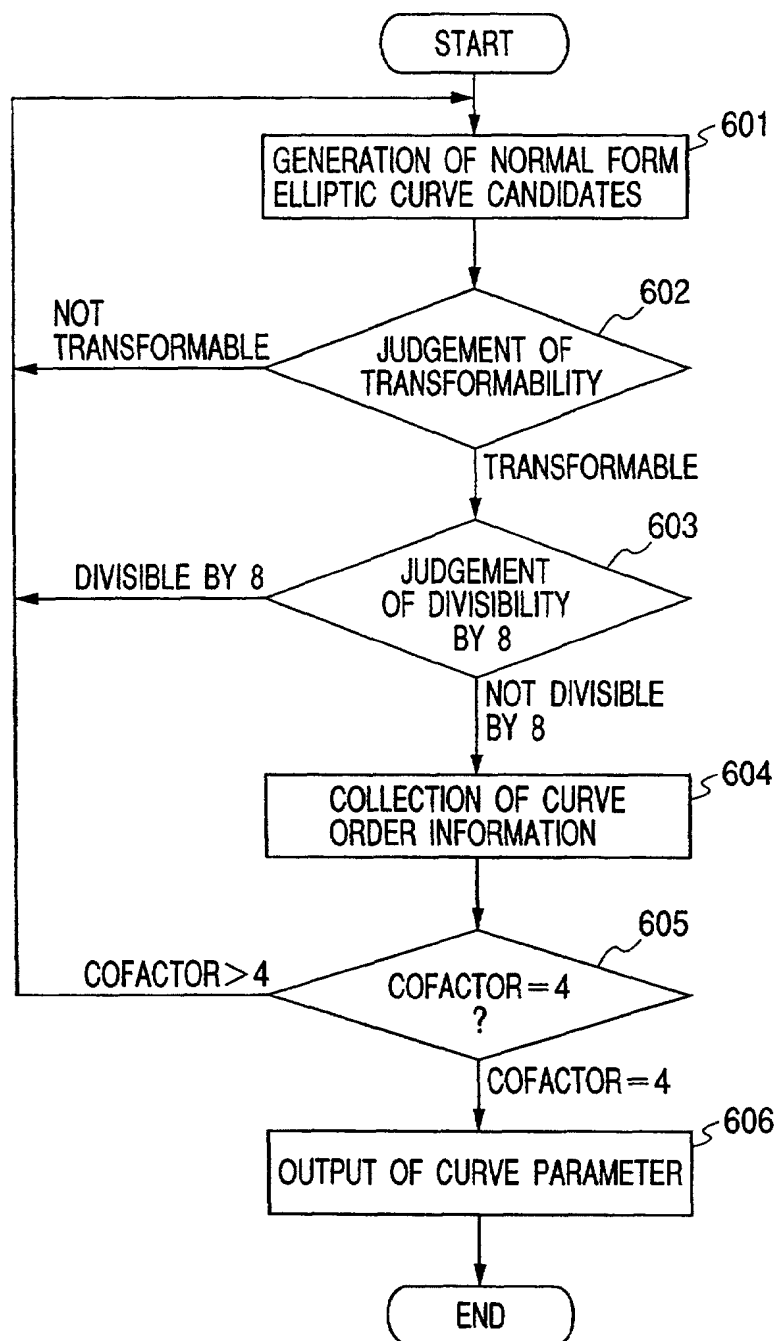 START
601
GENERATION OF NORMAL FORM
ELLIPTIC CURVE CANDIDATES
602
NOT
TRANSFORMABLE
JUDGEMENT OF
TRANSFORMABILITY
TRANSFORMABLE
603
DIVISIBLE BY 8
JUDGEMENT
OF DIVISIBILITY
BY 8
NOT DIVISIBLE
BY 8
604
COLLECTION OF CURVE
ORDER INFORMATION
605
COFACTOR>4
COFACTOR=4
?
COFACTOR=4
606
OUTPUT OF CURVE PARAMETER
END